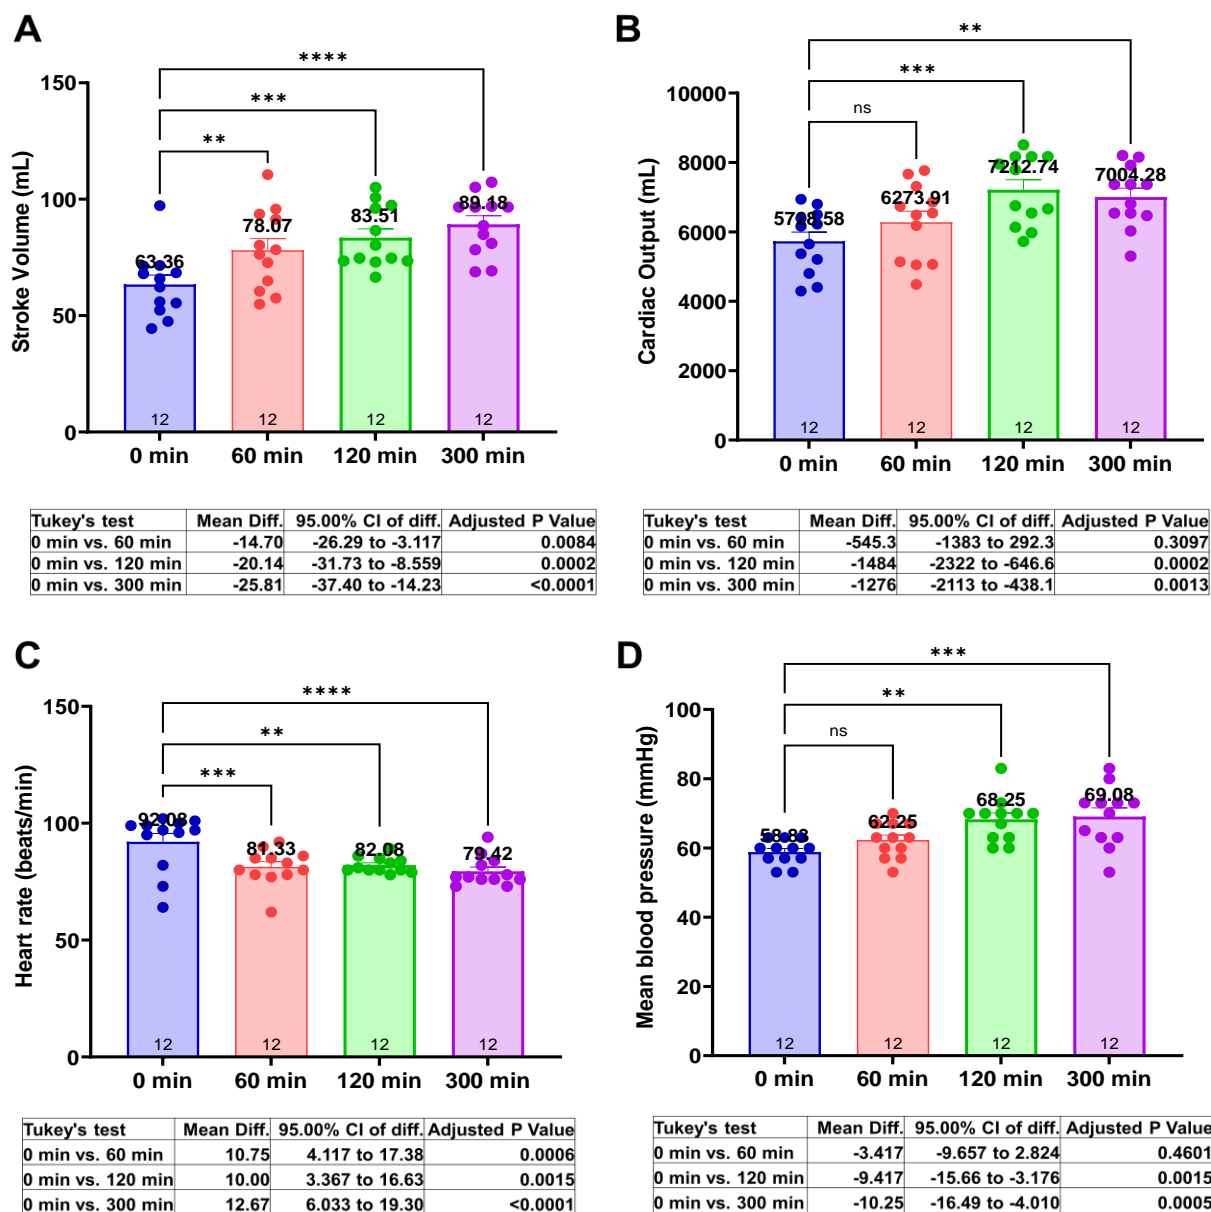 A
****
***
**
150
100
50
0
Stroke Volume (mL)
63.36
78.07
83.51
89.18
12 12 12 12
0 min 60 min 120 min 300 min
Tukey's test Mean Diff. 95.00% CI of diff. Adjusted P Value
0 min vs. 60 min -14.70 -26.29 to -3.117 0.0084
0 min vs. 120 min -20.14 -31.73 to -8.559 0.0002
0 min vs. 300 min -25.81 -37.40 to -14.23 <0.0001
B
**
***
ns
10000
8000
6000
4000
2000
0
Cardiac Output (mL)
5728.58
6273.91
7212.74
7004.28
12 12 12 12
0 min 60 min 120 min 300 min
Tukey's test Mean Diff. 95.00% CI of diff. Adjusted P Value
0 min vs. 60 min -545.3 -1383 to 292.3 0.3097
0 min vs. 120 min -1484 -2322 to -646.6 0.0002
0 min vs. 300 min -1276 -2113 to -438.1 0.0013
C
****
**
***
150
100
50
0
Heart rate (beats/min)
92.08
81.33
82.08
79.42
12 12 12 12
0 min 60 min 120 min 300 min
Tukey's test Mean Diff. 95.00% CI of diff. Adjusted P Value
0 min vs. 60 min 10.75 4.117 to 17.38 0.0006
0 min vs. 120 min 10.00 3.367 to 16.63 0.0015
0 min vs. 300 min 12.67 6.033 to 19.30 <0.0001
D
***
**
ns
100
80
60
40
20
0
Mean blood pressure (mmHg)
58.83
62.25
68.25
69.08
12 12 12 12
0 min 60 min 120 min 300 min
Tukey's test Mean Diff. 95.00% CI of diff. Adjusted P Value
0 min vs. 60 min -3.417 -9.657 to 2.824 0.4601
0 min vs. 120 min -9.417 -15.66 to -3.176 0.0015
0 min vs. 300 min -10.25 -16.49 to -4.010 0.0005